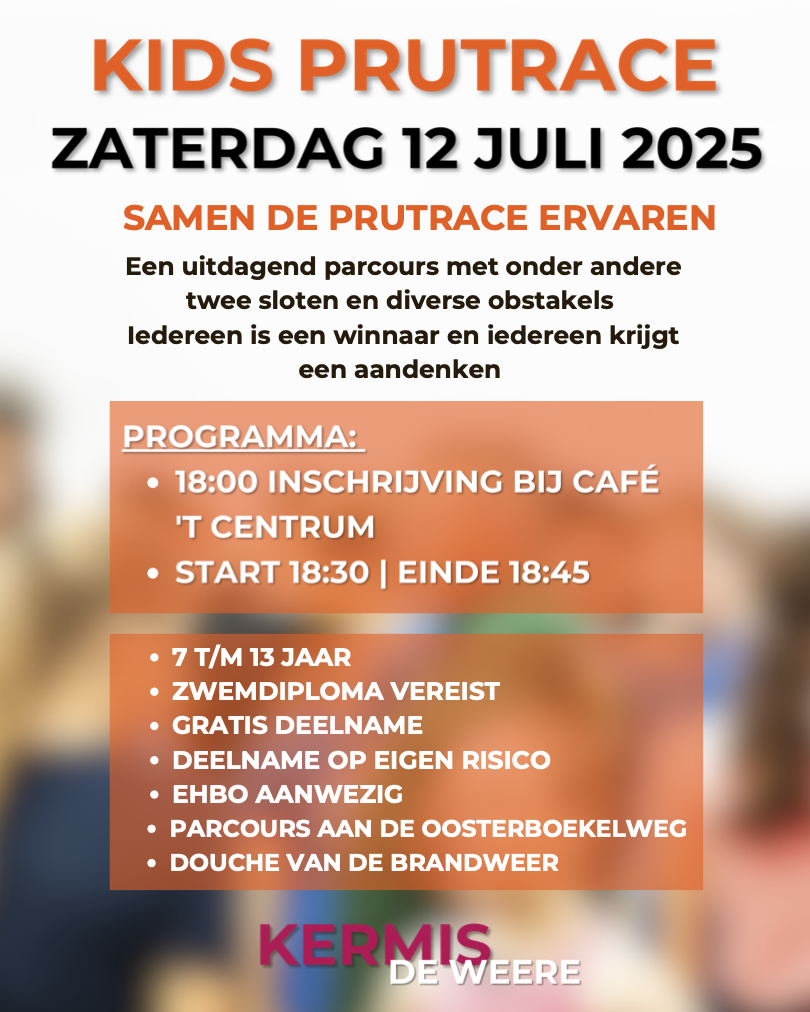 KIDS PRUTRACE
ZATERDAG 12 JULI 2025
SAMEN DE PRUTRACE ERVAREN
Een uitdagend parcours met onder andere
twee sloten en diverse obstakels
Iedereen is een winnaar en iedereen krijgt
een aandenken
PROGRAMMA:
• 18:00 INSCHRIJVING BIJ CAFÉ
'T CENTRUM
• START 18:30 | EINDE 18:45
• 7 T/M 13 JAAR
• ZWEMDIPLOMA VEREIST
• GRATIS DEELNAME
• DEELNAME OP EIGEN RISICO
• EHBO AANWEZIG
• PARCOURS AAN DE OOSTERBOEKELWEG
• DOUCHE VAN DE BRANDWEER
KERMIS
DE WEERE